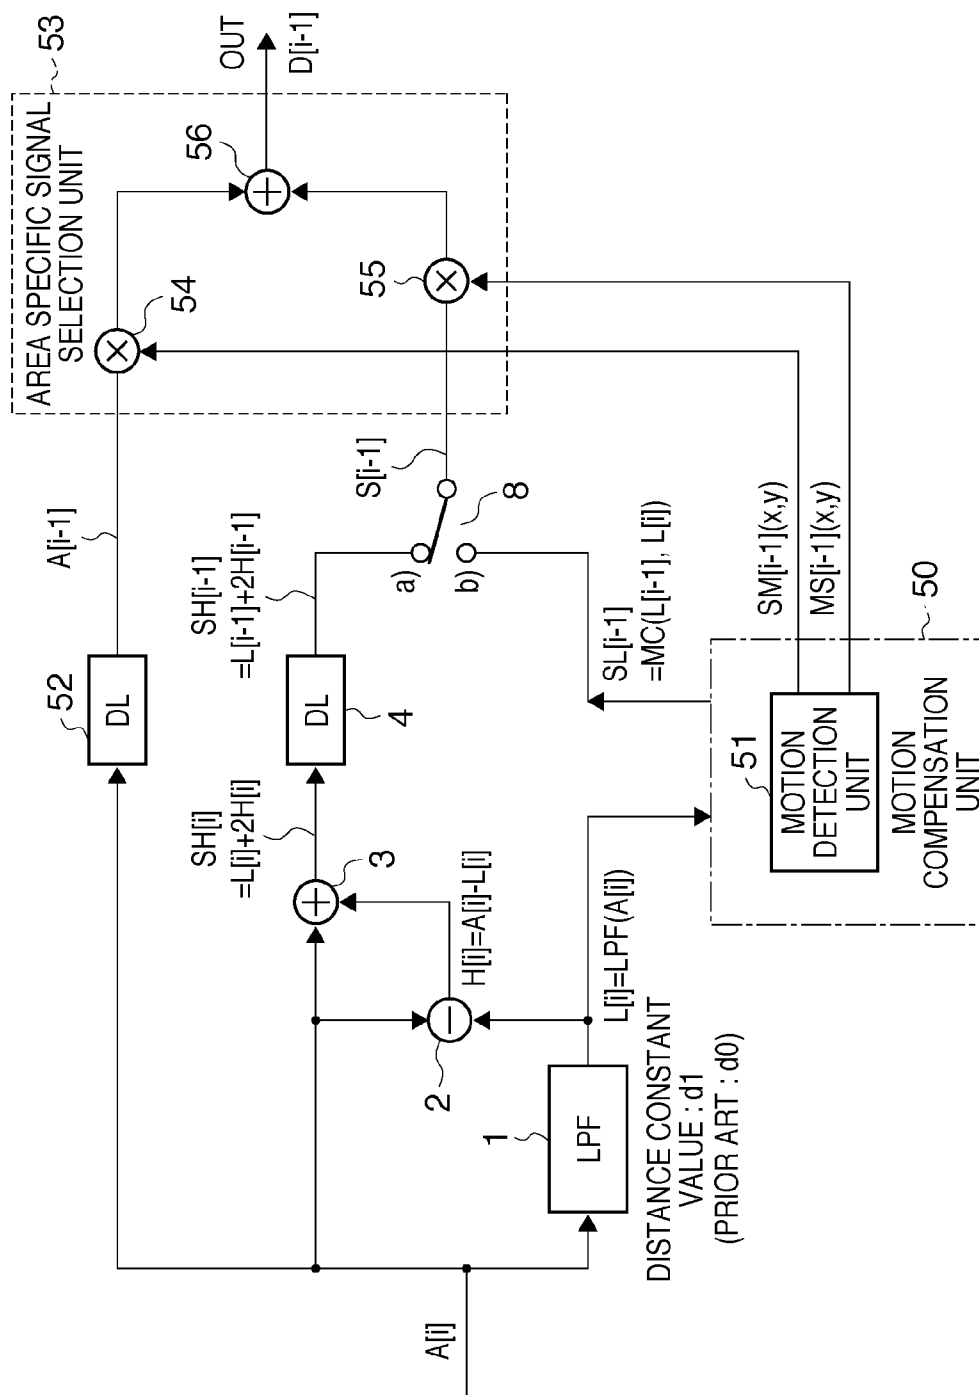 A[i]
52
DL
A[i-1]
AREA SPECIFIC SIGNAL
SELECTION UNIT
53
54
56
OUT
D[i-1]
55
SH[i]
=L[i]+2H[i]
3
DL
4
SH[i-1]
=L[i-1]+2H[i-1]
a)
b)
8
S[i-1]
2
H[i]=A[i]-L[i]
1
LPF
L[i]=LPF(A[i])
DISTANCE CONSTANT
VALUE : d1
(PRIOR ART : d0)
SL[i-1]
=MC(L[i-1], L[i])
SM[i-1](x,y)
MS[i-1](x,y)
50
51
MOTION
DETECTION
UNIT
MOTION
COMPENSATION
UNIT